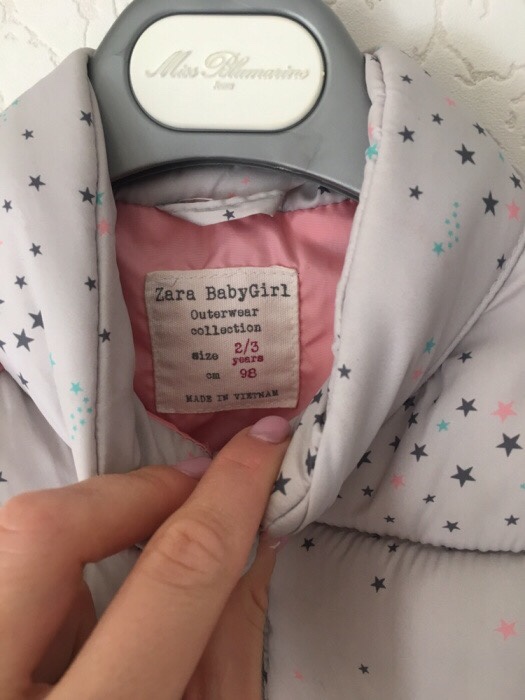 Miss Blumarine
Zara BabyGirl
Outerwear
collection
size 2/3
years
cm 98
MADE IN VIETNAM